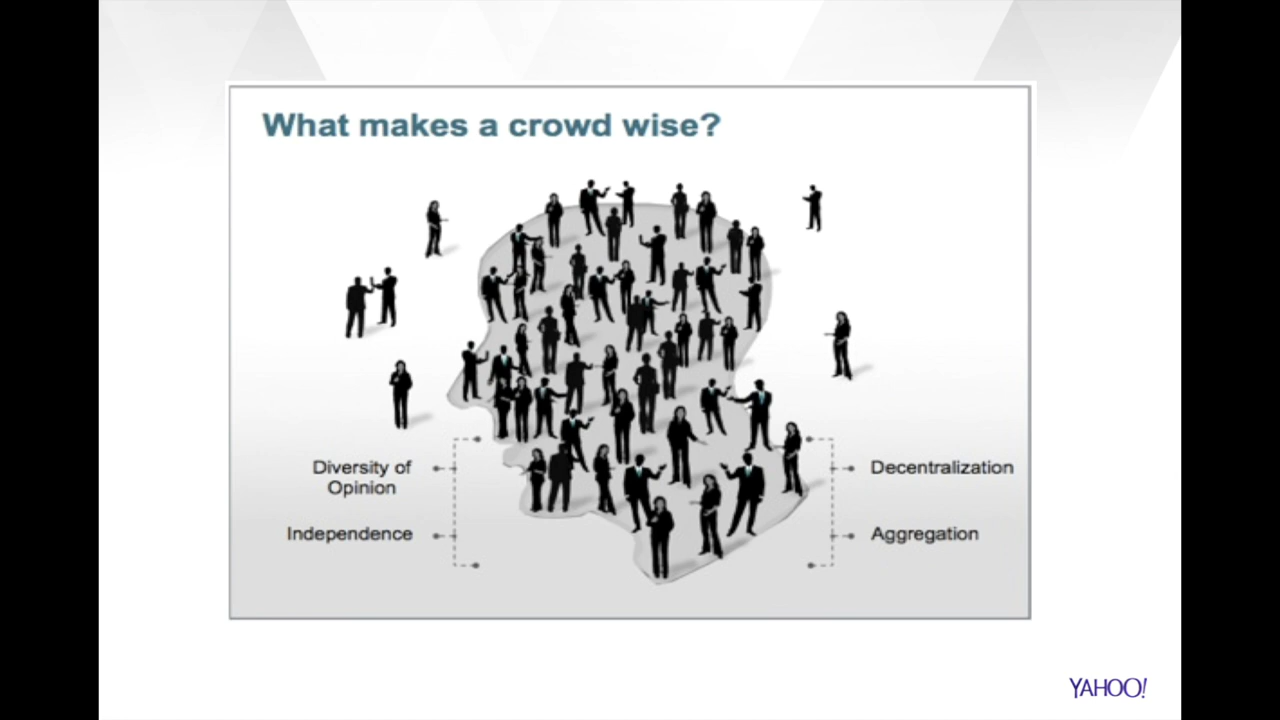 What makes a crowd wise?
Diversity of
Opinion
Independence
Decentralization
Aggregation
YAHOO!